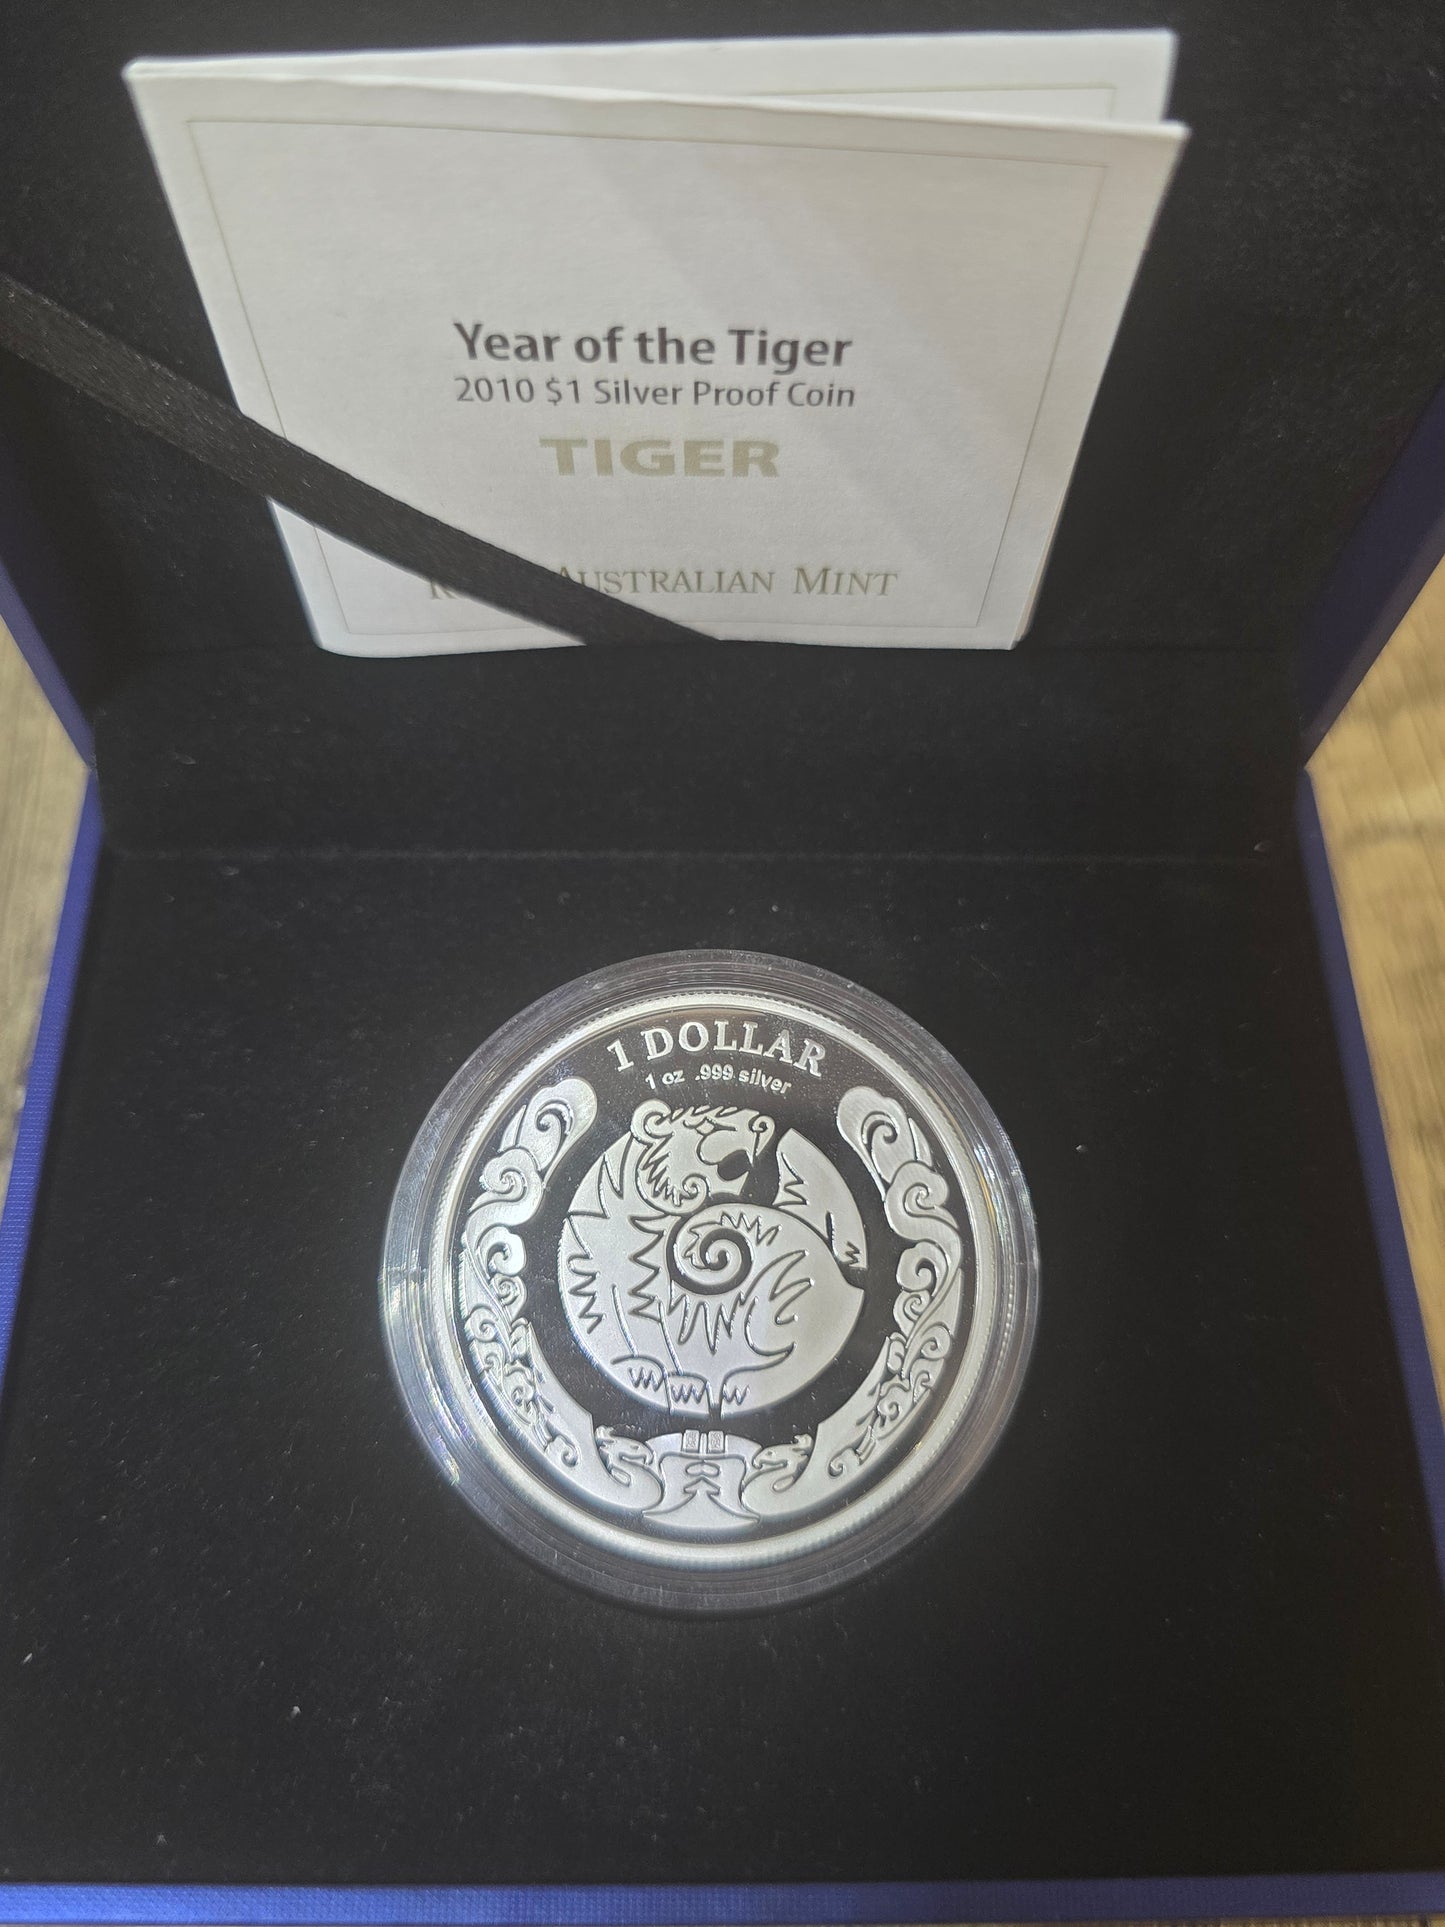 Year of the Tiger
2010 $1 Silver Proof Coin
TIGER
AUSTRALIAN MINT
1 DOLLAR
1 oz .999 silver